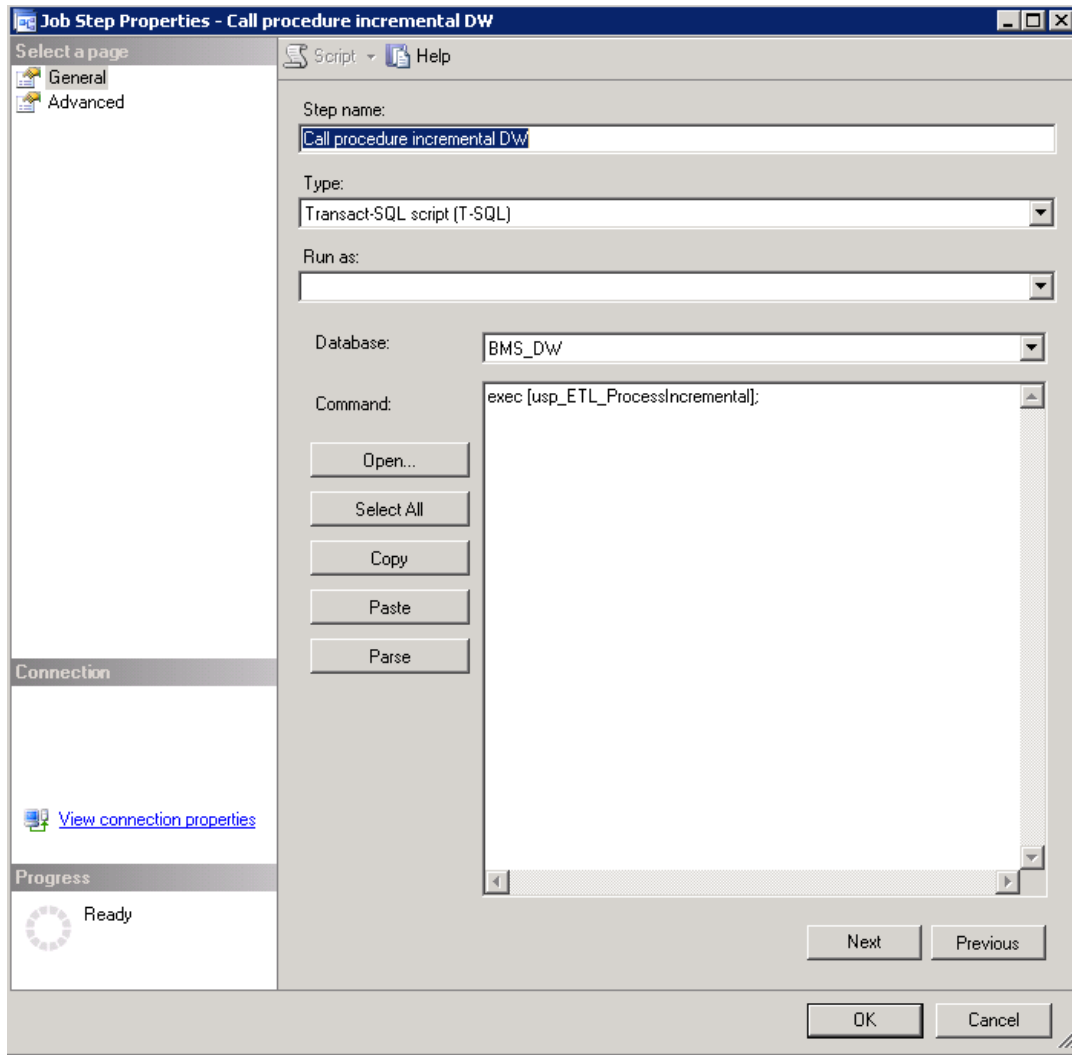 Job Step Properties - Call procedure incremental DW
Select a page
General
Advanced
Script
Help
Step name:
Call procedure incremental DW
Type:
Transact-SQL script (T-SQL)
Run as:
Database:
BMS_DW
Command:
exec [usp_ETL_ProcessIncremental];
Open...
Select All
Copy
Paste
Parse
Connection
View connection properties
Progress
Ready
Next
Previous
OK
Cancel